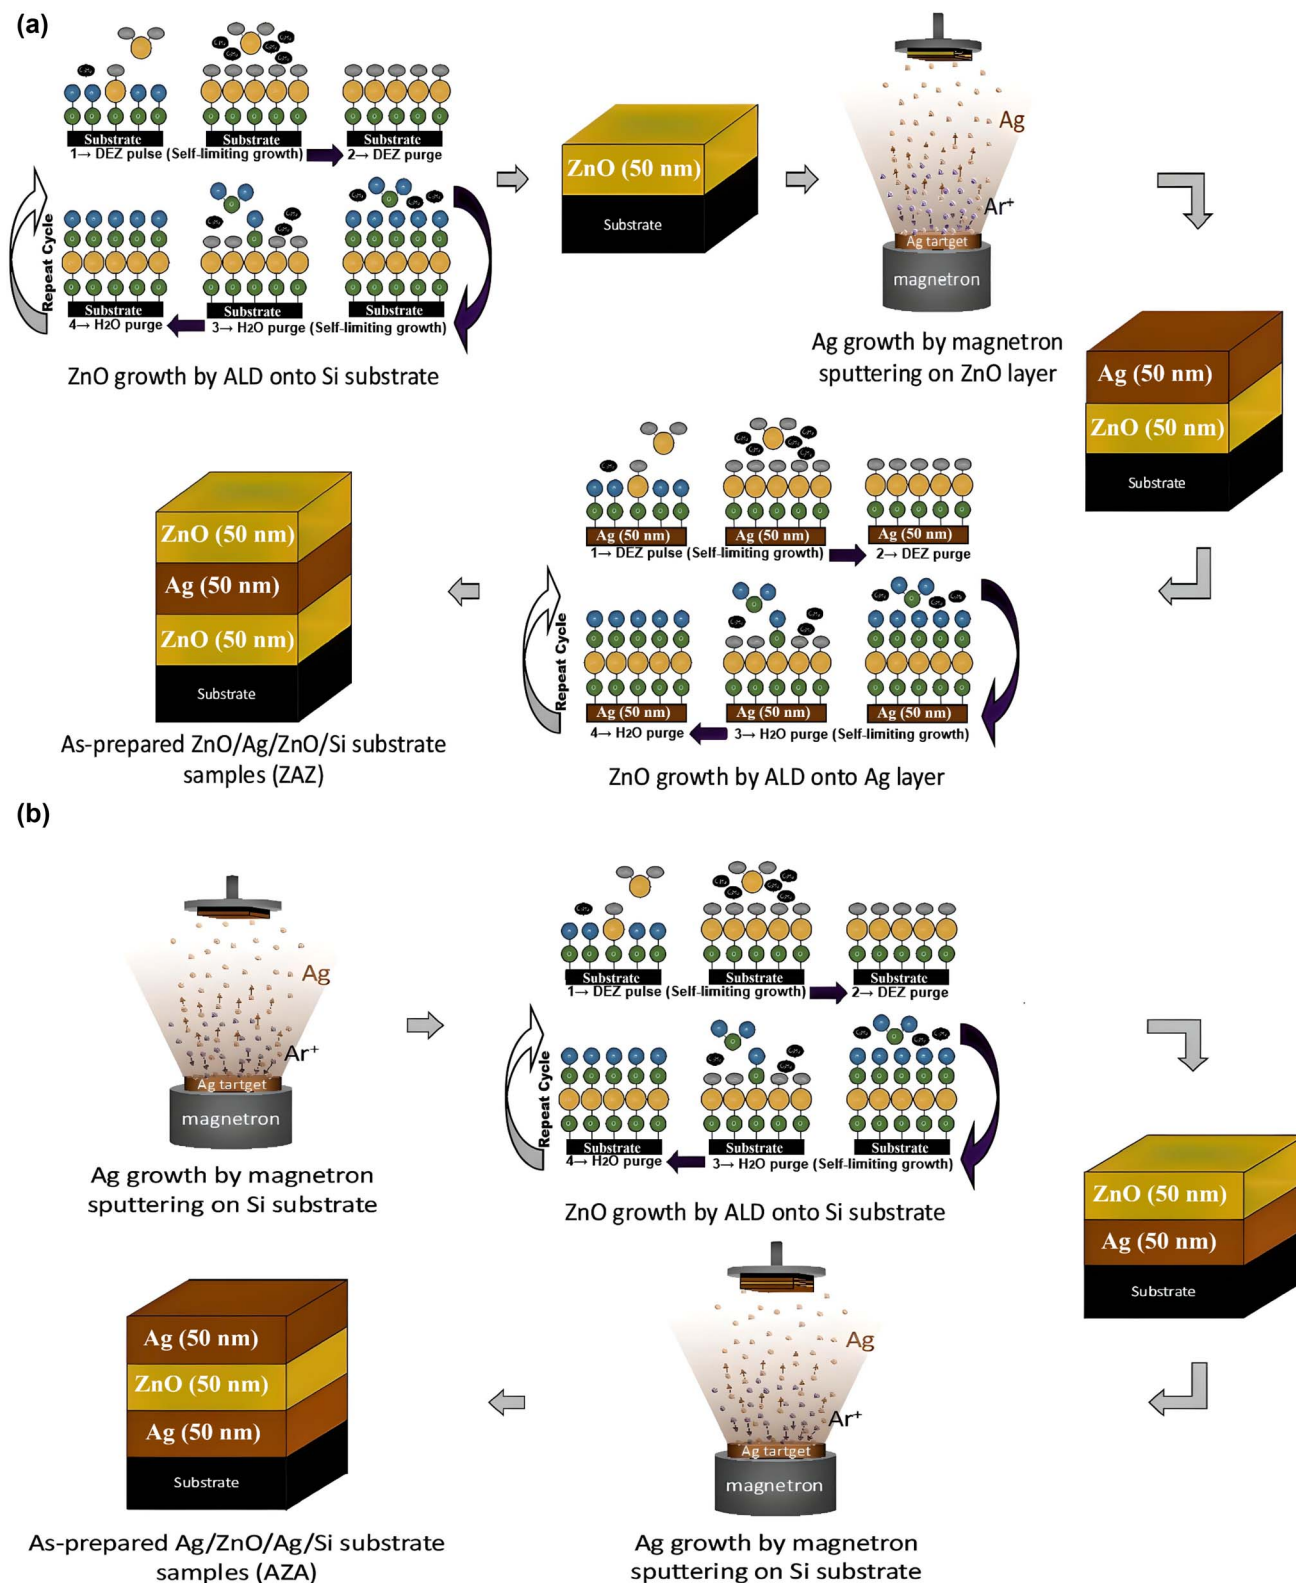 (a)
Substrate
Substrate
Substrate
1→ DEZ pulse (Self-limiting growth)
2→ DEZ purge
Repeat Cycle
Substrate
Substrate
Substrate
4→ H2O purge
3→ H2O purge (Self-limiting growth)
ZnO growth by ALD onto Si substrate
ZnO (50 nm)
Substrate
Ag
Ar+
Ag tartget
magnetron
Ag growth by magnetron
sputtering on ZnO layer
Ag (50 nm)
ZnO (50 nm)
Substrate
Ag (50 nm)
Ag (50 nm)
Ag (50 nm)
1→ DEZ pulse (Self-limiting growth)
2→ DEZ purge
Repeat Cycle
Ag (50 nm)
Ag (50 nm)
Ag (50 nm)
4→ H2O purge
3→ H2O purge (Self-limiting growth)
ZnO growth by ALD onto Ag layer
ZnO (50 nm)
Ag (50 nm)
ZnO (50 nm)
Substrate
As-prepared ZnO/Ag/ZnO/Si substrate
samples (ZAZ)
(b)
Ag
Ar+
Ag tartget
magnetron
Ag growth by magnetron
sputtering on Si substrate
Substrate
Substrate
Substrate
1→ DEZ pulse (Self-limiting growth)
2→ DEZ purge
Repeat Cycle
Substrate
Substrate
Substrate
4→ H2O purge
3→ H2O purge (Self-limiting growth)
ZnO growth by ALD onto Si substrate
ZnO (50 nm)
Ag (50 nm)
Substrate
Ag
Ar+
Ag tartget
magnetron
Ag growth by magnetron
sputtering on Si substrate
Ag (50 nm)
ZnO (50 nm)
Ag (50 nm)
Substrate
As-prepared Ag/ZnO/Ag/Si substrate
samples (AZA)